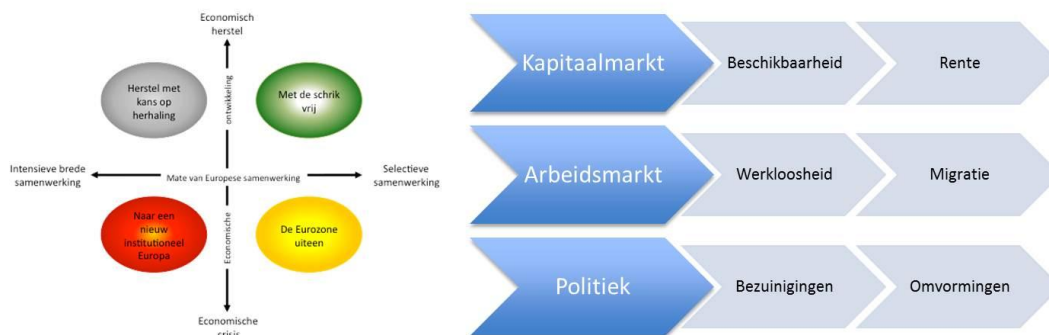 Economisch
herstel
Herstel met
kans op
herhaling
ontwikkeling
Met de schrik
vrij
Intensieve brede
samenwerking
Mate van Europese samenwerking
Selectieve
samenwerking
Naar een
nieuw
institutioneel
Europa
Economische
De Eurozone
uiteen
Economische
crisis
Kapitaalmarkt
Beschikbaarheid
Rente
Arbeidsmarkt
Werkloosheid
Migratie
Politiek
Bezuinigingen
Omvormingen